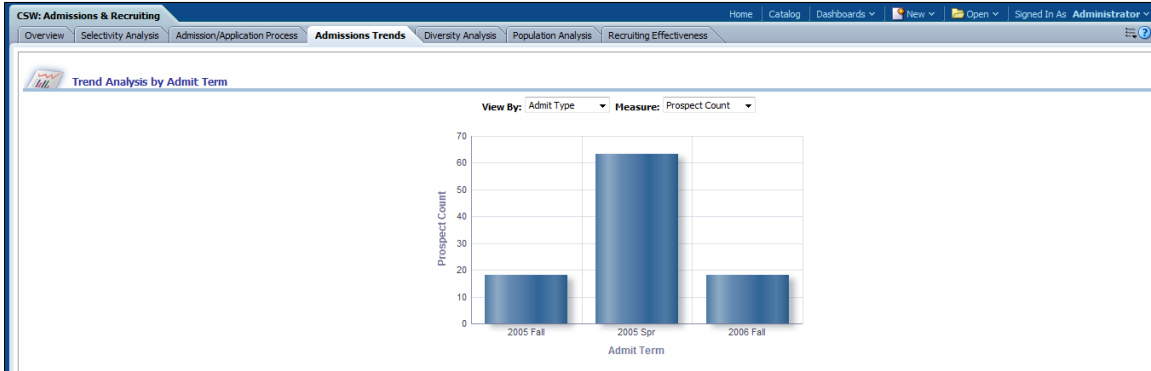 CSW: Admissions & Recruiting
Home Catalog Dashboards New Open Signed In As Administrator
Overview Selectivity Analysis Admission/Application Process Admissions Trends Diversity Analysis Population Analysis Recruiting Effectiveness
Trend Analysis by Admit Term
View By: Admit Type Measure: Prospect Count
70
60
50
40
30
20
10
0
Prospect Count
2005 Fall 2005 Spr 2006 Fall
Admit Term